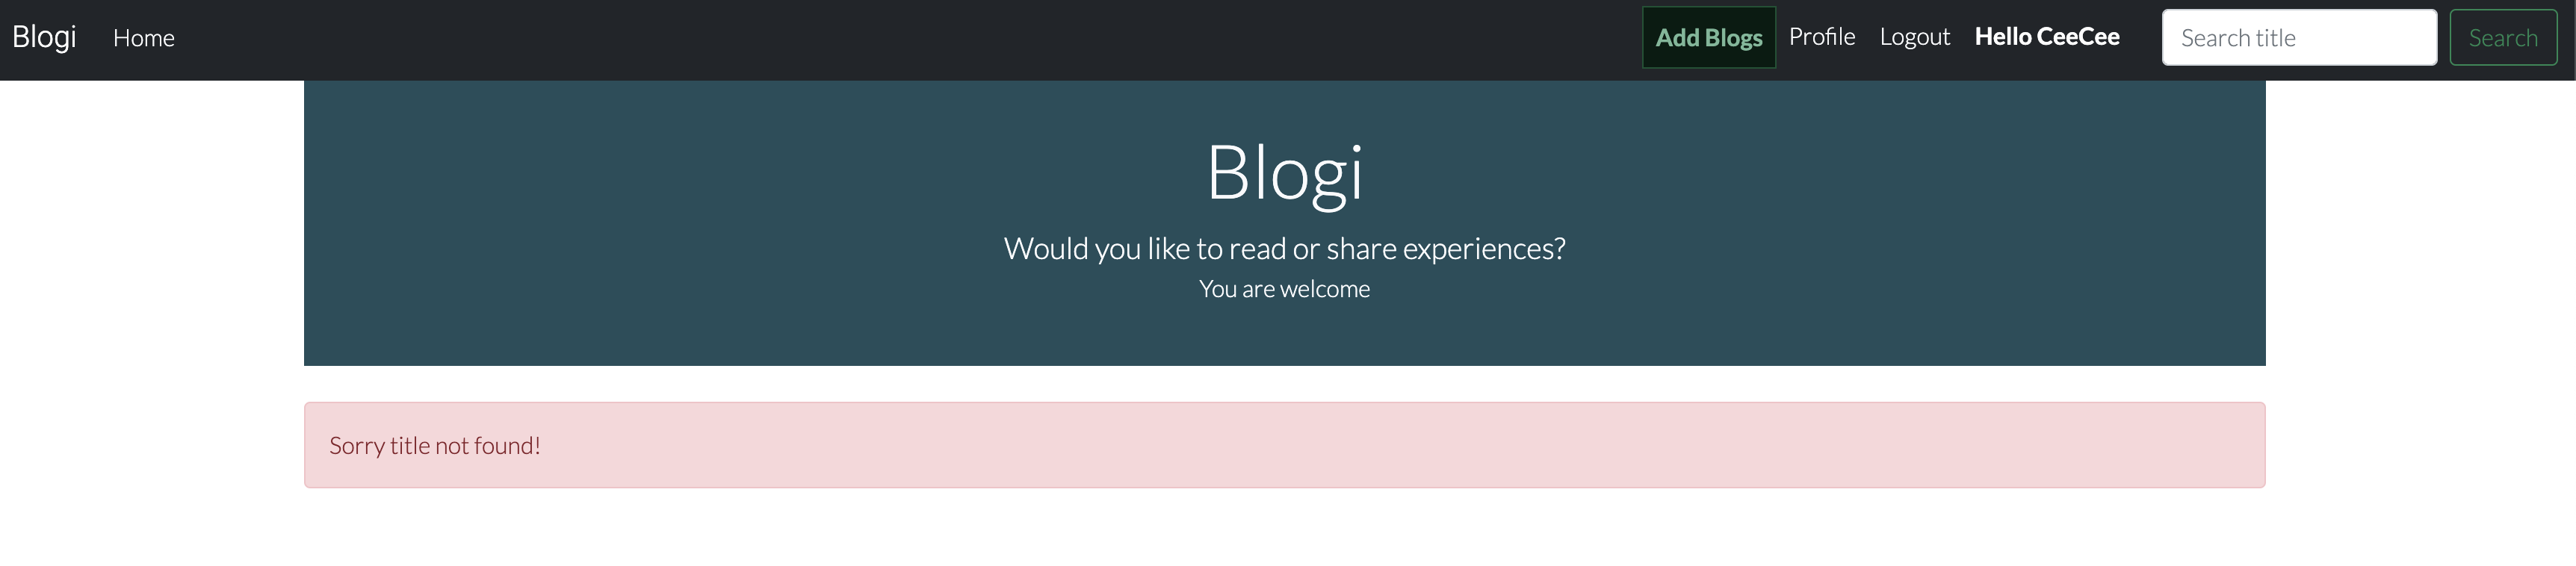 Blogi Home Add Blogs Profile Logout Hello CeeCee Search title Search
Blogi
Would you like to read or share experiences?
You are welcome
Sorry title not found!